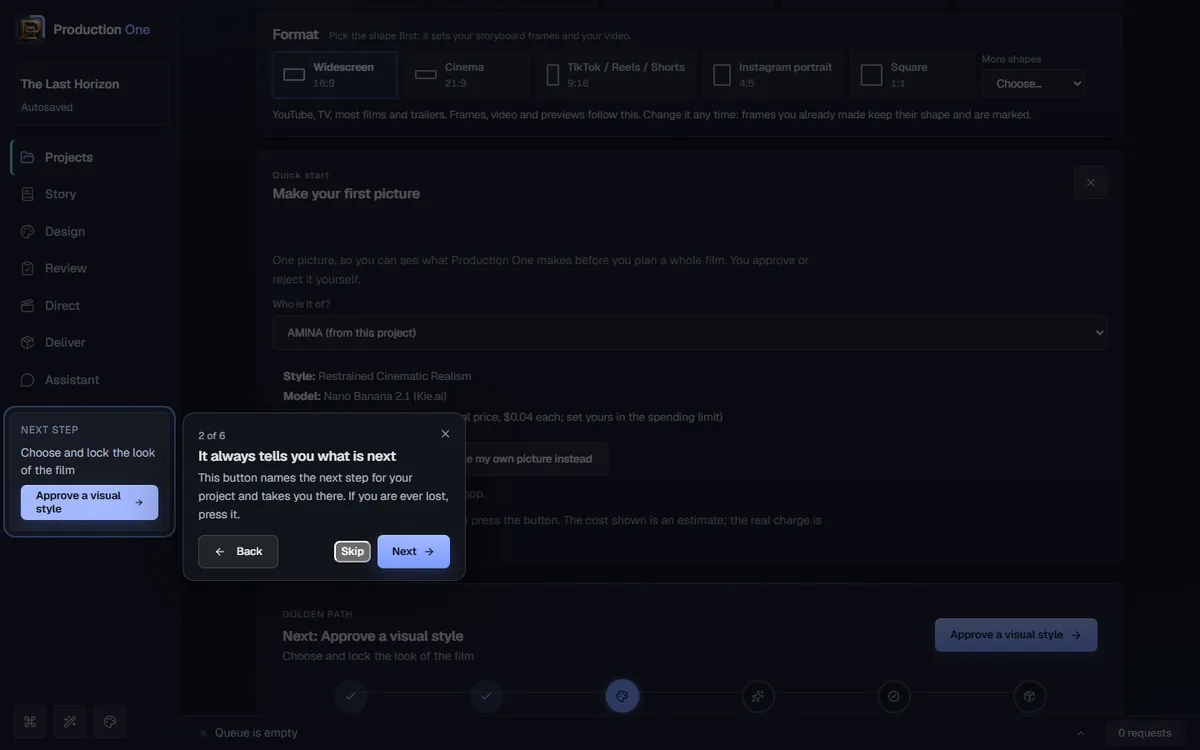 Production One
The Last Horizon
Autosaved
Projects
Story
Design
Review
Direct
Deliver
Assistant
NEXT STEP
Choose and lock the look
of the film
Approve a visual
style
Format Pick the shape first: it sets your storyboard frames and your video.
Widescreen
16:9
Cinema
21:9
TikTok / Reels / Shorts
9:16
Instagram portrait
4:5
Square
1:1
More shapes
Choose...
YouTube, TV, most films and trailers. Frames, video and previews follow this. Change it any time: frames you already made keep their shape and are marked.
Quick start
Make your first picture
One picture, so you can see what Production One makes before you plan a whole film. You approve or
reject it yourself.
Who is it of?
AMINA (from this project)
Style: Restrained Cinematic Realism
Model: Nano Banana 2.1 (Kie.ai)
al price, $0.04 each; set yours in the spending limit)
e my own picture instead
app.
press the button. The cost shown is an estimate; the real charge is
2 of 6
It always tells you what is next
This button names the next step for your
project and takes you there. If you are ever lost,
press it.
Back
Skip
Next
GOLDEN PATH
Next: Approve a visual style
Choose and lock the look of the film
Approve a visual style
Queue is empty
0 requests